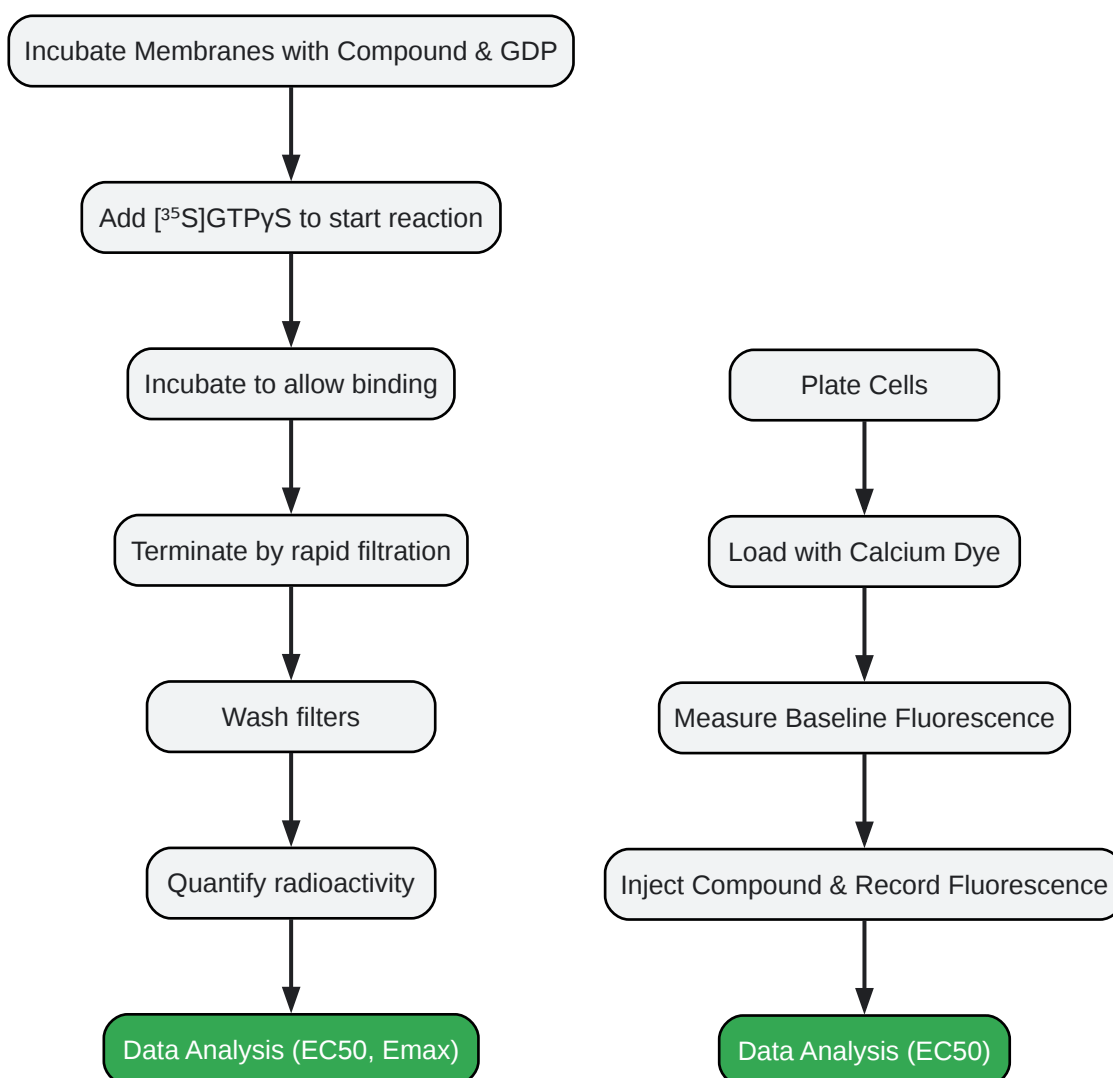 Incubate Membranes with Compound & GDP
Add [³⁵S]GTPγS to start reaction
Incubate to allow binding
Terminate by rapid filtration
Wash filters
Quantify radioactivity
Data Analysis (EC50, Emax)
Plate Cells
Load with Calcium Dye
Measure Baseline Fluorescence
Inject Compound & Record Fluorescence
Data Analysis (EC50)